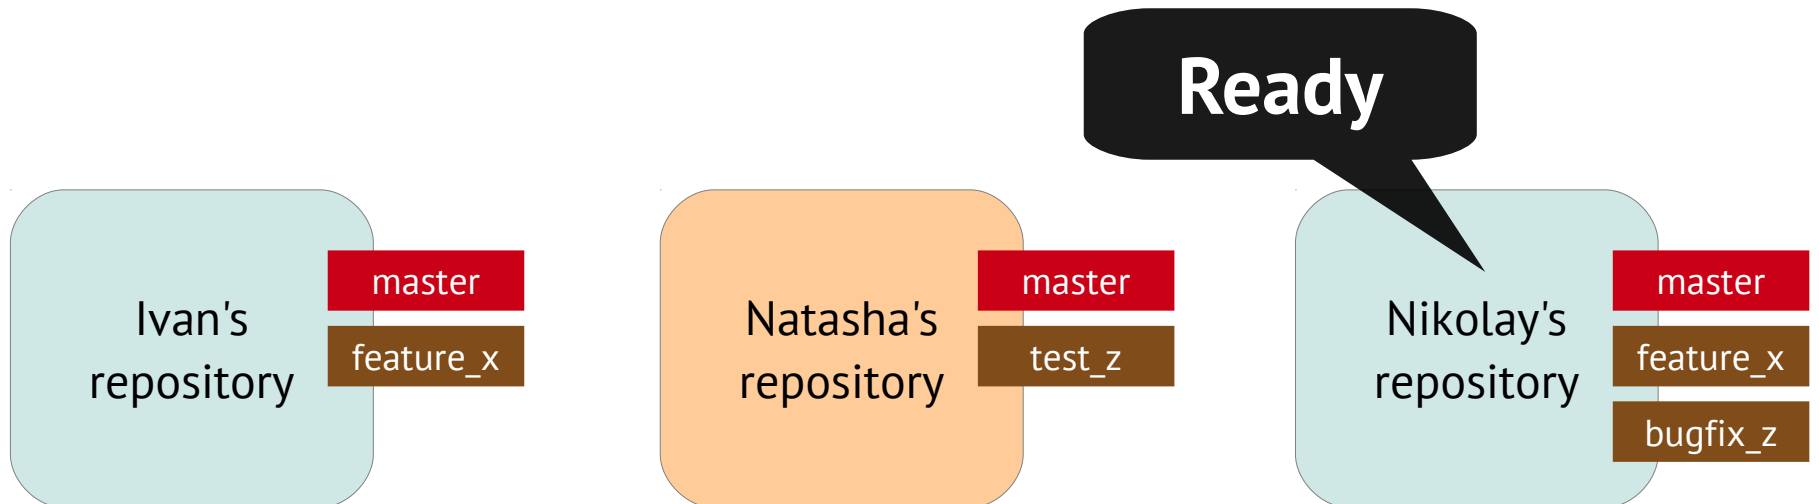 Ready
Ivan's
repository
master
feature_x
Natasha's
repository
master
test_z
Nikolay's
repository
master
feature_x
bugfix_z